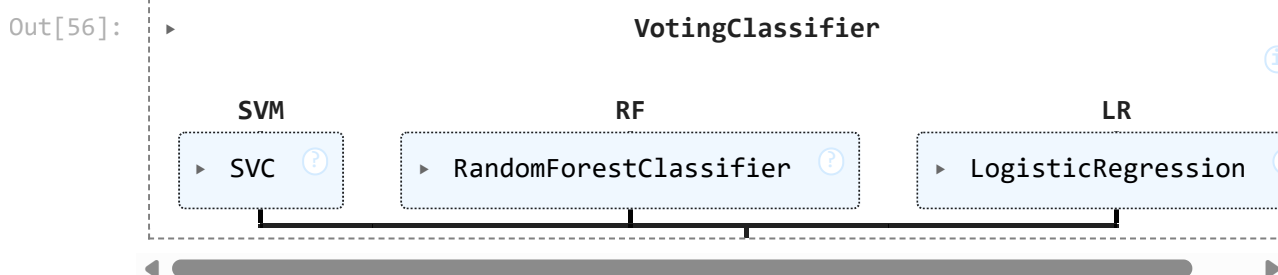 Out[56]: VotingClassifier
i
SVM RF LR
SVC ? RandomForestClassifier ? LogisticRegression